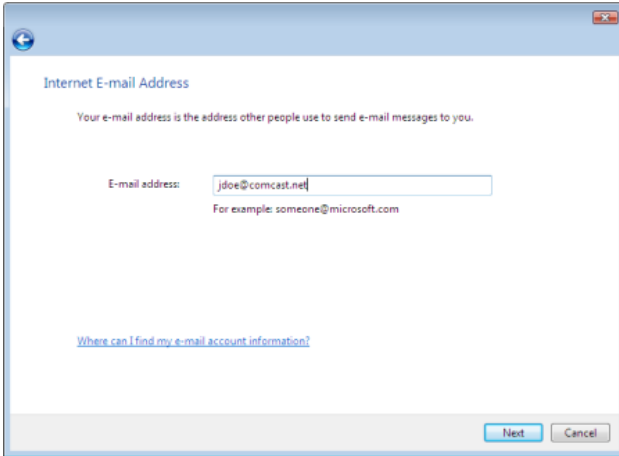 Internet E-mail Address
Your e-mail address is the address other people use to send e-mail messages to you.
E-mail address: jdoe@comcast.net
For example: someone@microsoft.com
Where can I find my e-mail account information?
Next Cancel